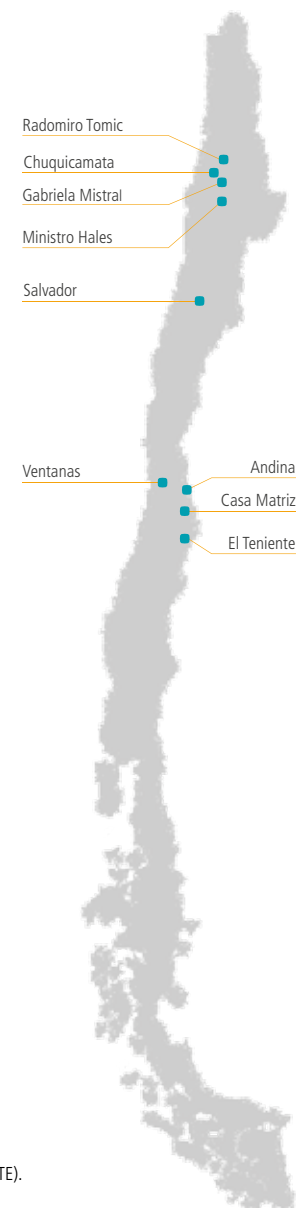 Radomiro Tomic
Chuquicamata
Gabriela Mistral
Ministro Hales
Salvador
Ventanas
Andina
Casa Matriz
El Teniente
TE).